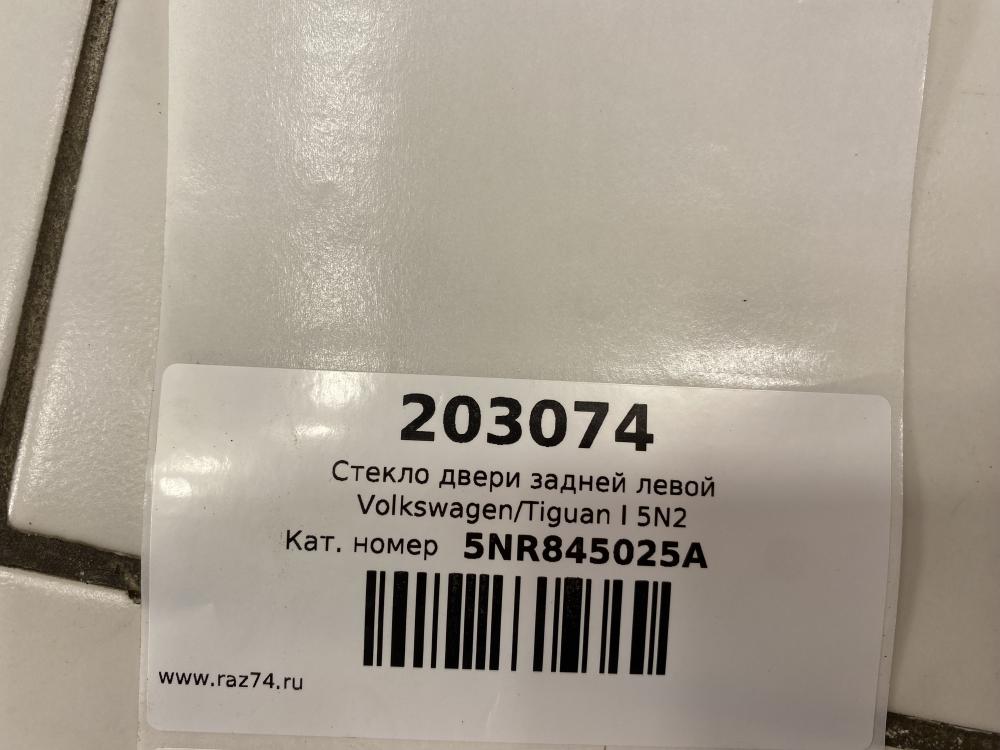 203074
Стекло двери задней левой
Volkswagen/Tiguan I 5N2
Кат. номер 5NR845025A
www.raz74.ru